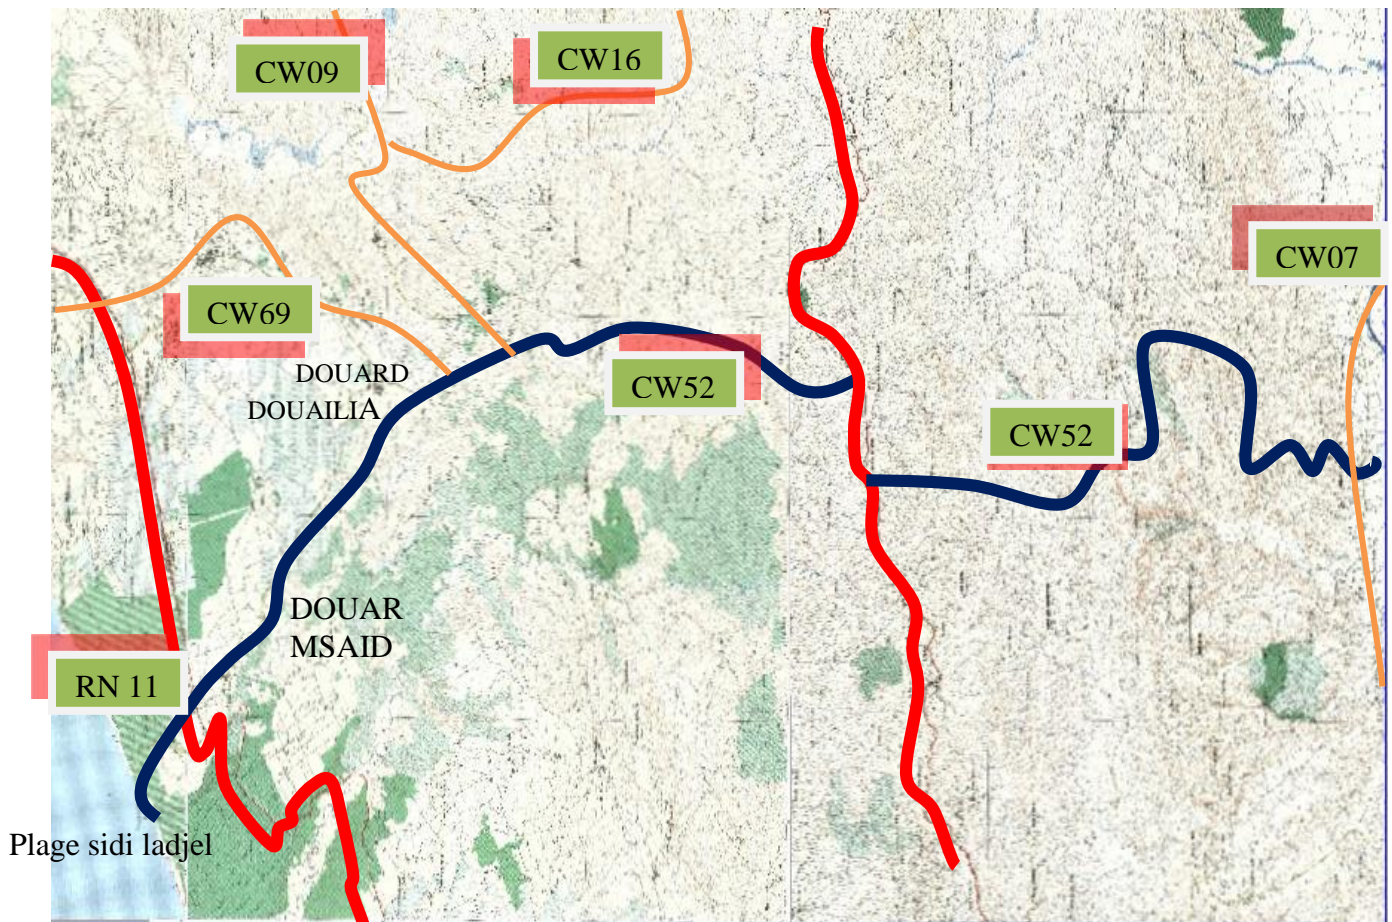 CW09
CW16
CW07
CW69
DOUARD
DOUAILIA
CW52
CW52
DOUAR
MSAID
RN 11
Plage sidi ladjel